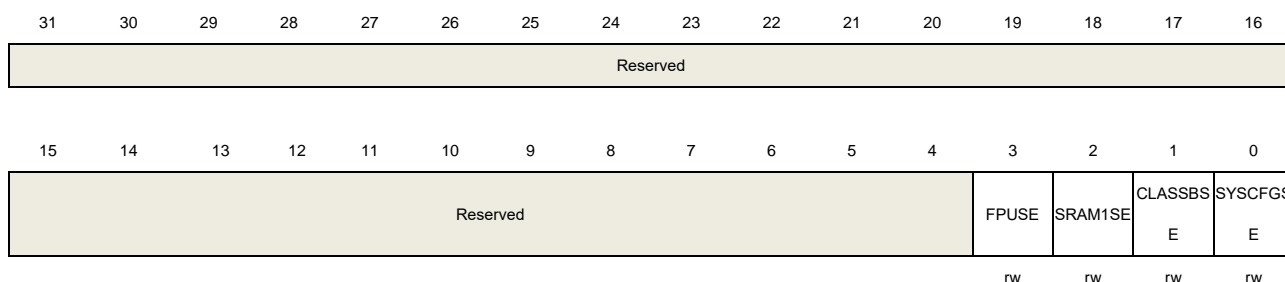 31 30 29 28 27 26 25 24 23 22 21 20 19 18 17 16
Reserved
15 14 13 12 11 10 9 8 7 6 5 4 3 2 1 0
Reserved FPUSE SRAM1SE CLASSBS SYSCFGS
E E
rw rw rw rw